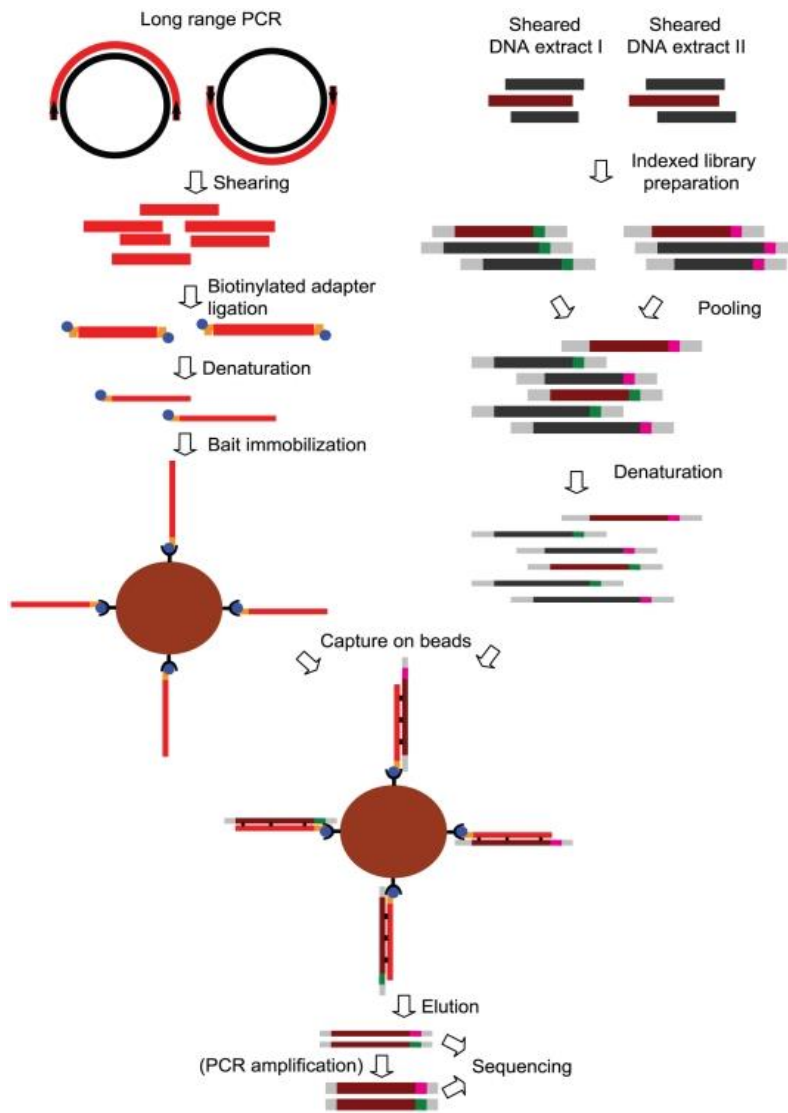 Long range PCR
Shearing
Biotinylated adapter
ligation
Denaturation
Bait immobilization
Sheared
DNA extract I
Sheared
DNA extract II
Indexed library
preparation
Pooling
Denaturation
Capture on beads
Elution
(PCR amplification)
Sequencing